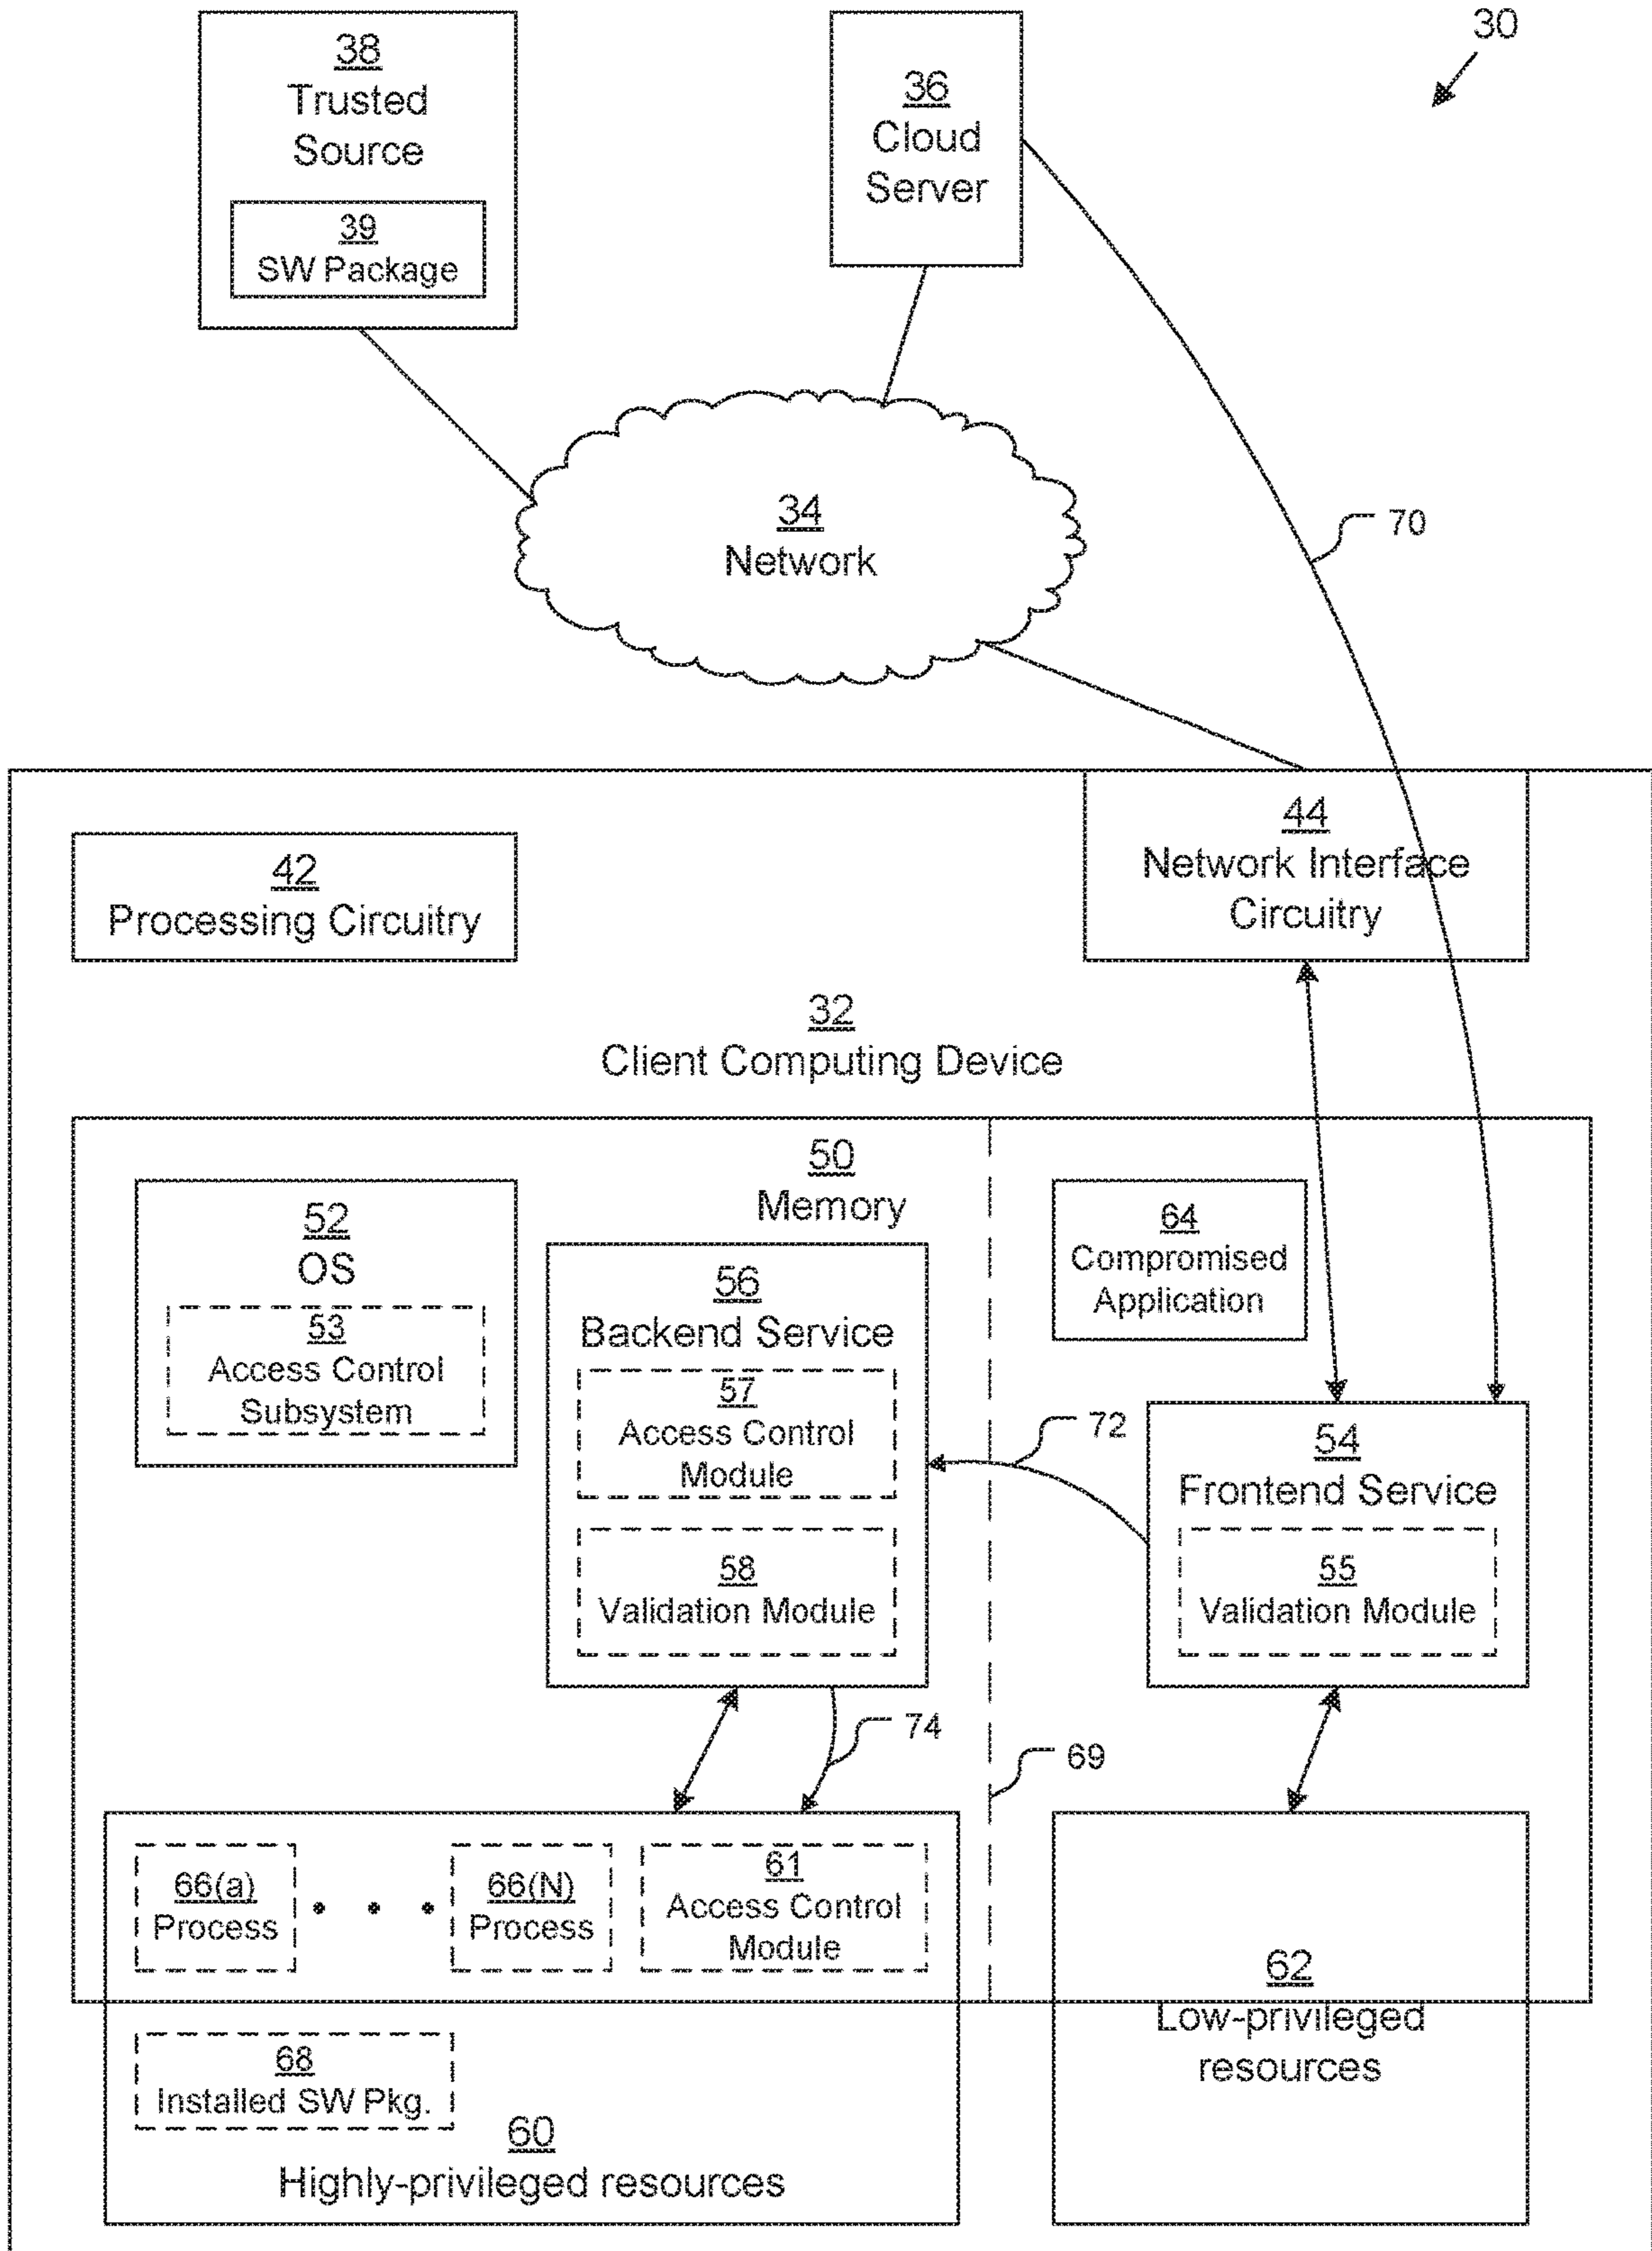 30
38
Trusted
Source
39
SW Package
36
Cloud
Server
34
Network
70
42
Processing Circuitry
44
Network Interface
Circuitry
32
Client Computing Device
50
Memory
52
OS
53
Access Control
Subsystem
56
Backend Service
57
Access Control
Module
58
Validation Module
64
Compromised
Application
72
54
Frontend Service
55
Validation Module
74
69
66(a)
Process
66(N)
Process
61
Access Control
Module
68
Installed SW Pkg.
60
Highly-privileged resources
62
Low-privileged
resources